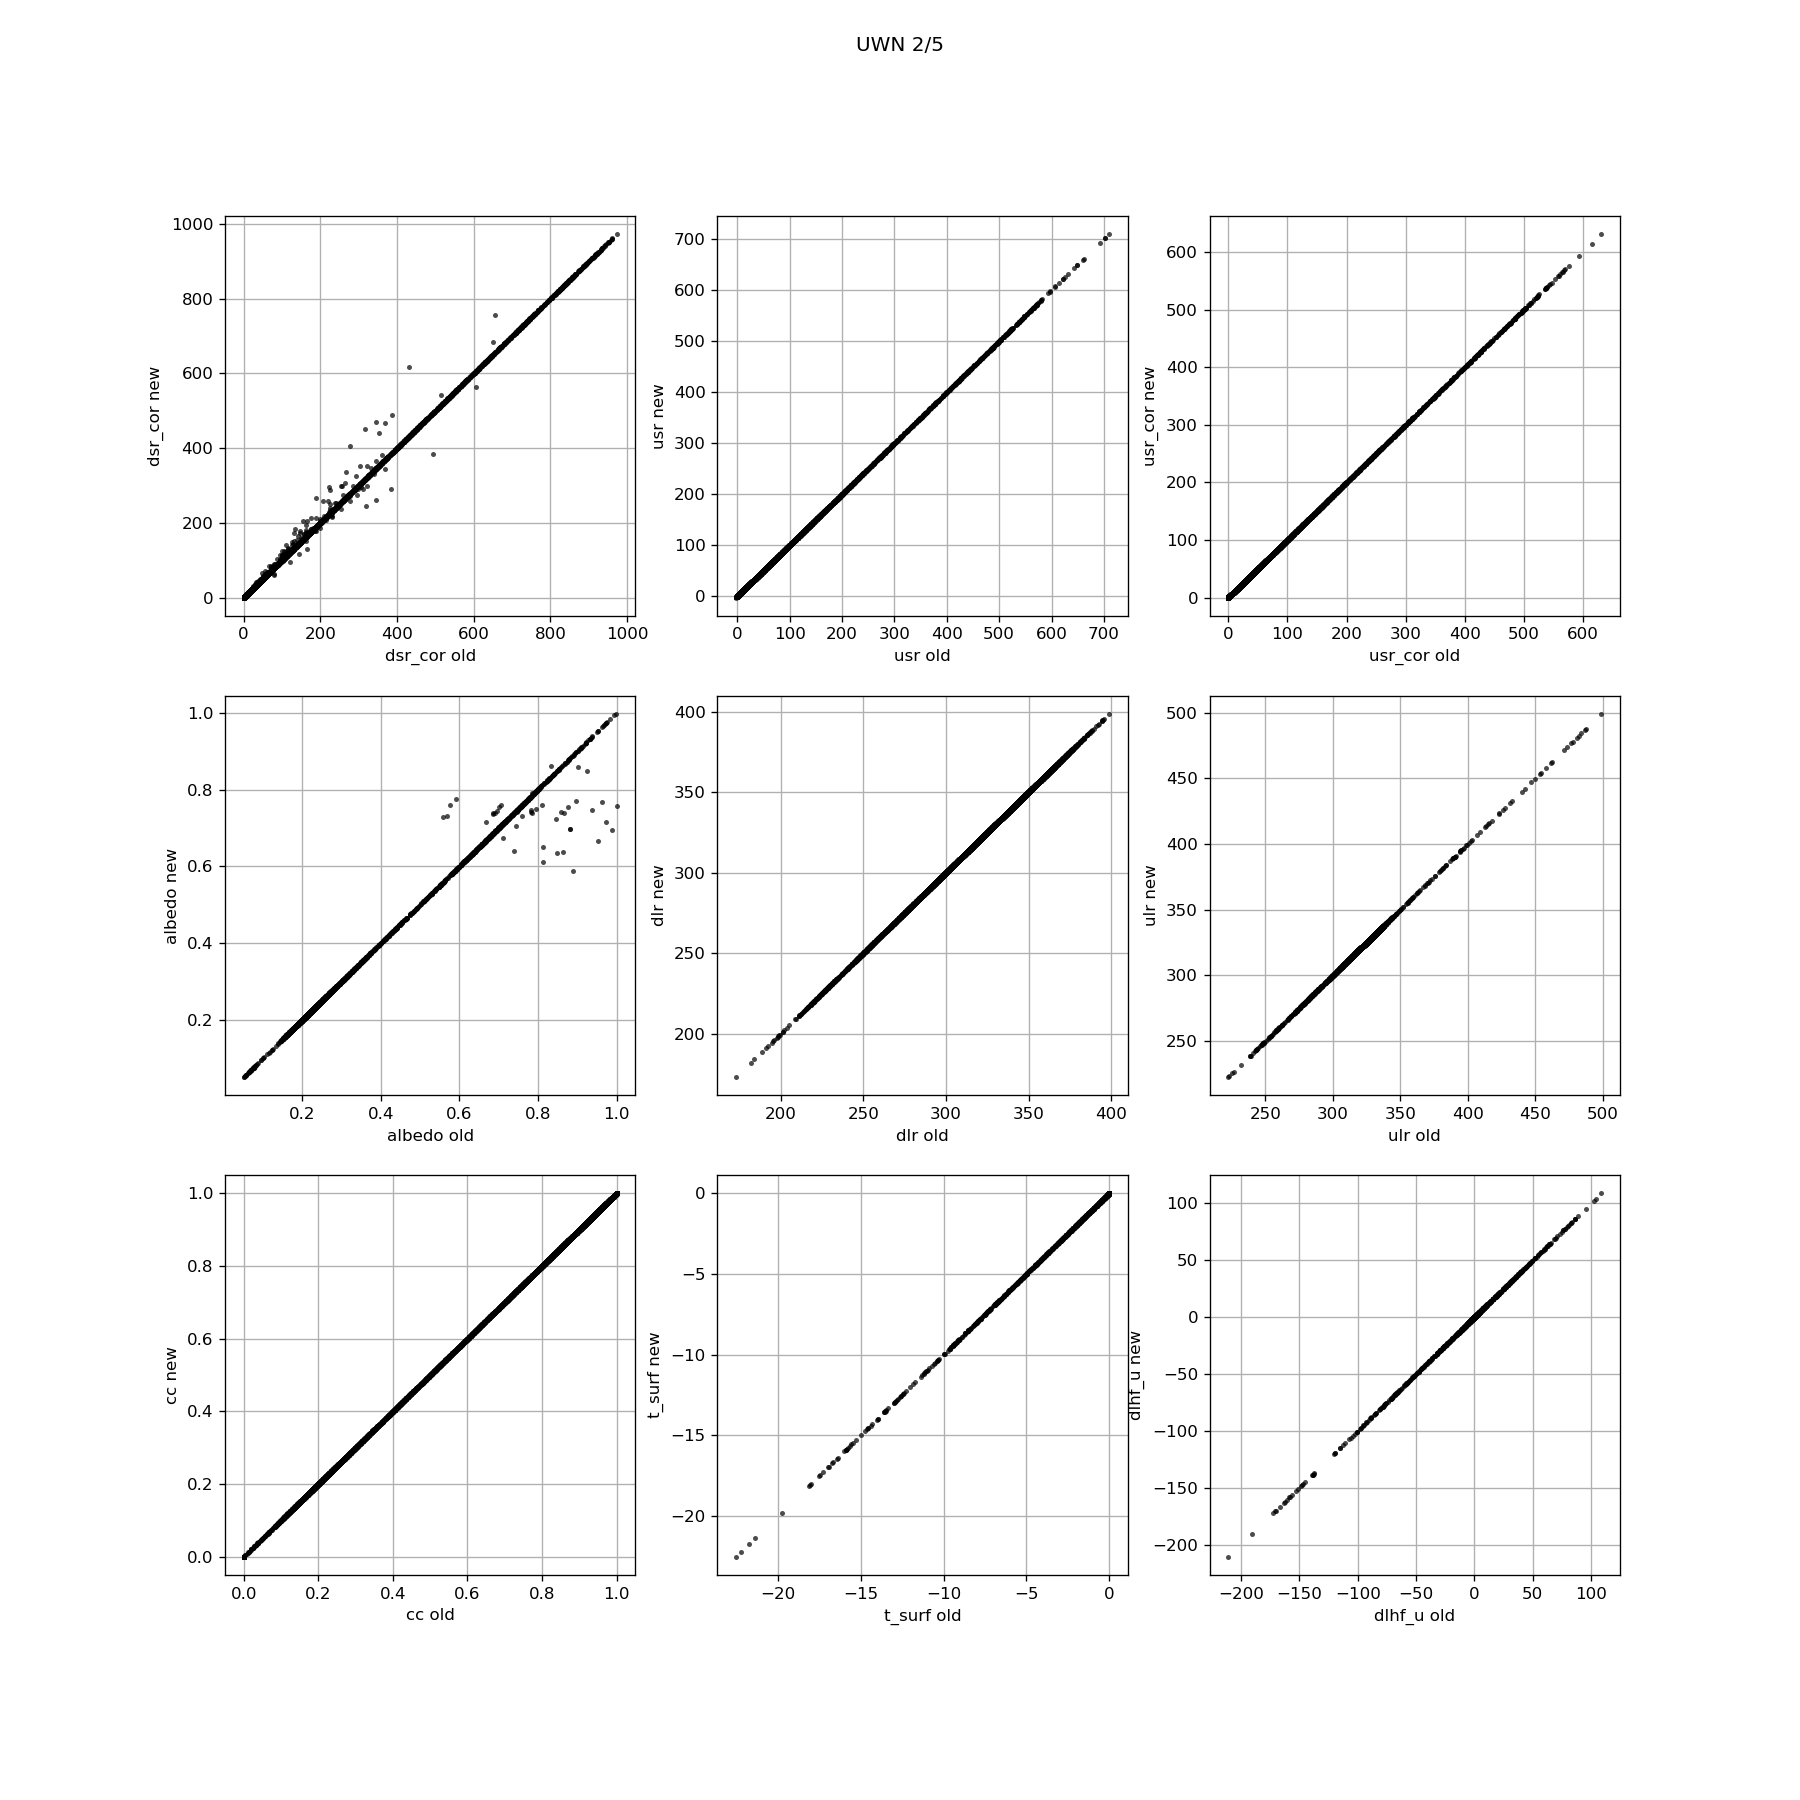 UWN 2/5
1000
800
600
400
200
0
dsr_cor new
0 200 400 600 800 1000
dsr_cor old
700
600
500
400
300
200
100
0
usr new
0 100 200 300 400 500 600 700
usr old
600
500
400
300
200
100
0
usr_cor new
0 100 200 300 400 500 600
usr_cor old
1.0
0.8
0.6
0.4
0.2
albedo new
0.2 0.4 0.6 0.8 1.0
albedo old
400
350
300
250
200
dlr new
200 250 300 350 400
dlr old
500
450
400
350
300
250
ulr new
250 300 350 400 450 500
ulr old
1.0
0.8
0.6
0.4
0.2
0.0
cc new
0.0 0.2 0.4 0.6 0.8 1.0
cc old
0
−5
−10
−15
−20
t_surf new
−20 −15 −10 −5 0
t_surf old
100
50
0
−50
−100
−150
−200
dlhf_u new
−200 −150 −100 −50 0 50 100
dlhf_u old